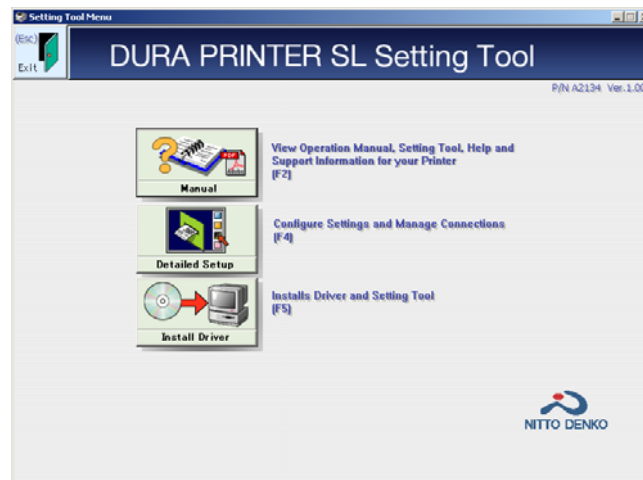 Setting Tool Menu
(Esc)
Exit
DURA PRINTER SL Setting Tool
P/N A2134 Ver.1.00
PDF
Manual
View Operation Manual, Setting Tool, Help and
Support Information for your Printer
(F2)
Detailed Setup
Configure Settings and Manage Connections
(F4)
Install Driver
Installs Driver and Setting Tool
(F5)
NITTO DENKO